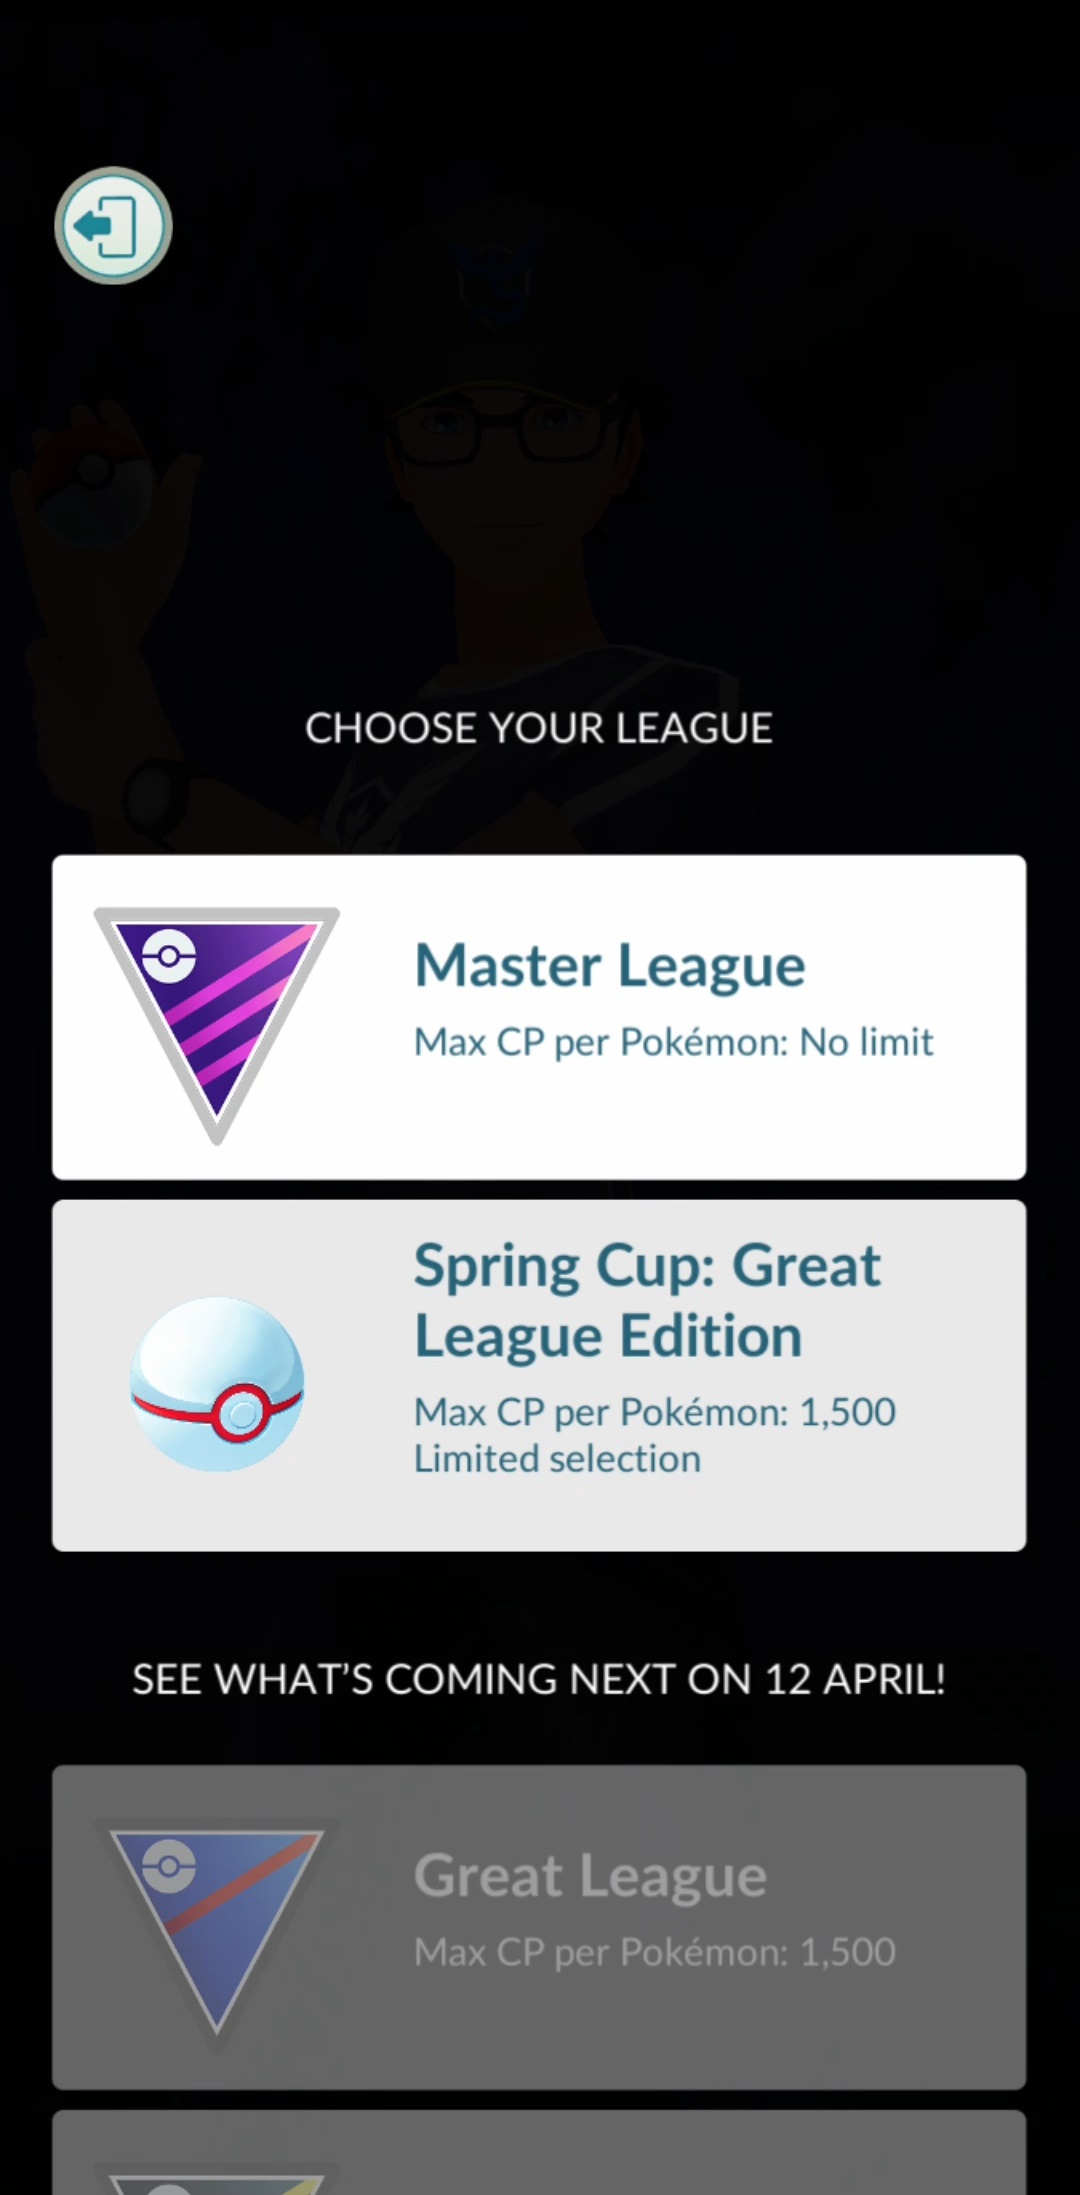 CHOOSE YOUR LEAGUE
Master League
Max CP per Pokémon: No limit
Spring Cup: Great
League Edition
Max CP per Pokémon: 1,500
Limited selection
SEE WHAT'S COMING NEXT ON 12 APRIL!
Great League
Max CP per Pokémon: 1,500